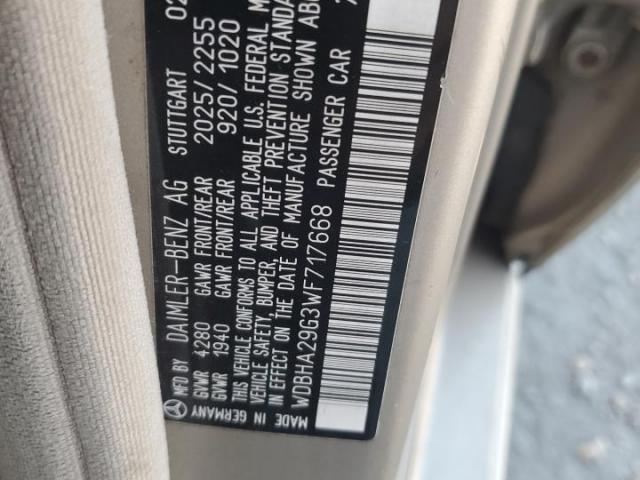 MFD BY DAIMLER-BENZ AG STUTTGART 02
GVWR 4280 GAWR FRONT/REAR 2025/2255
GVWR 1940 GAWR FRONT/REAR 920/1020
THIS VEHICLE CONFORMS TO ALL APPLICABLE U.S. FEDERAL M
VEHICLE SAFETY, BUMPER, AND THEFT PREVENTION STANDA
IN EFFECT ON THE DATE OF MANUFACTURE SHOWN AB
WDBHA29G3WF717668 PASSENGER CAR
MADE IN GERMANY